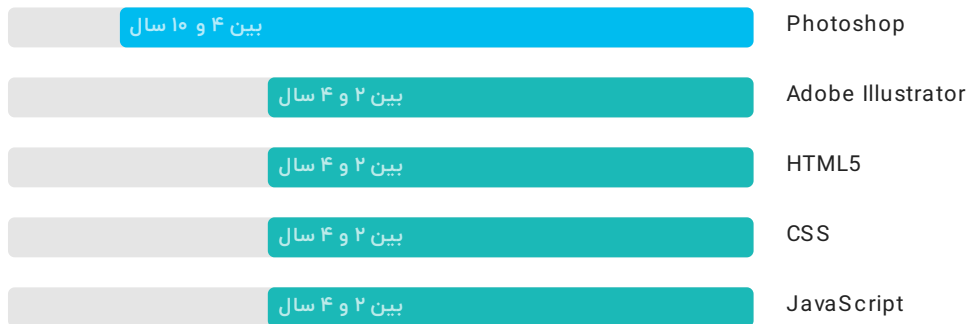 Photoshop
بین ۴ و ۱۰ سال
Adobe Illustrator
بین ۲ و ۴ سال
HTML5
بین ۲ و ۴ سال
CSS
بین ۲ و ۴ سال
JavaScript
بین ۲ و ۴ سال